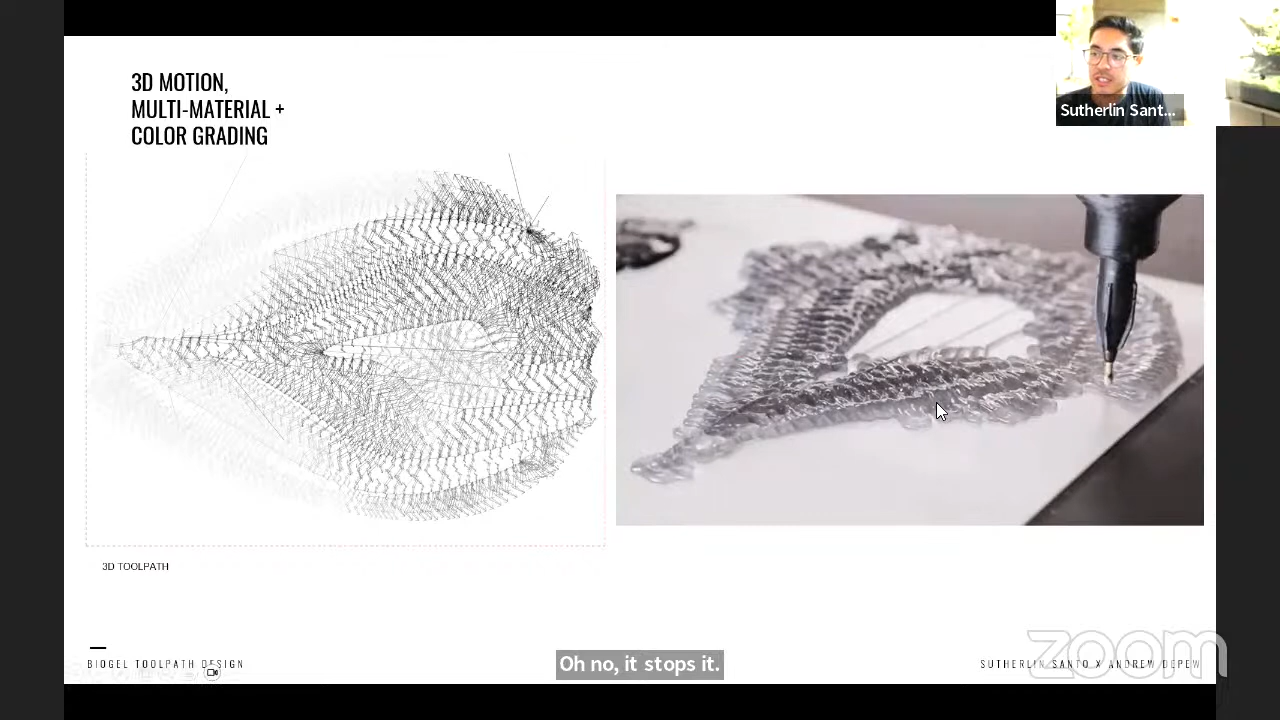 3D MOTION,
MULTI-MATERIAL +
COLOR GRADING
Sutherlin Sant...
3D TOOLPATH
BIOGEL TOOLPATH DESIGN
Oh no, it stops it.
SUTHERLIN SANTO X ANDREW DEPEW
zoom